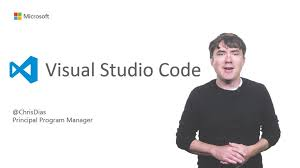 Microsoft
Visual Studio Code
@ChrisDias
Principal Program Manager